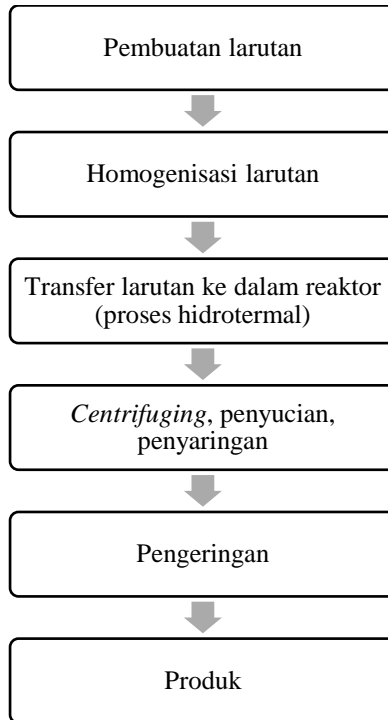 Pembuatan larutan
Homogenisasi larutan
Transfer larutan ke dalam reaktor
(proses hidrotermal)
Centrifuging, penyucian,
penyaringan
Pengeringan
Produk